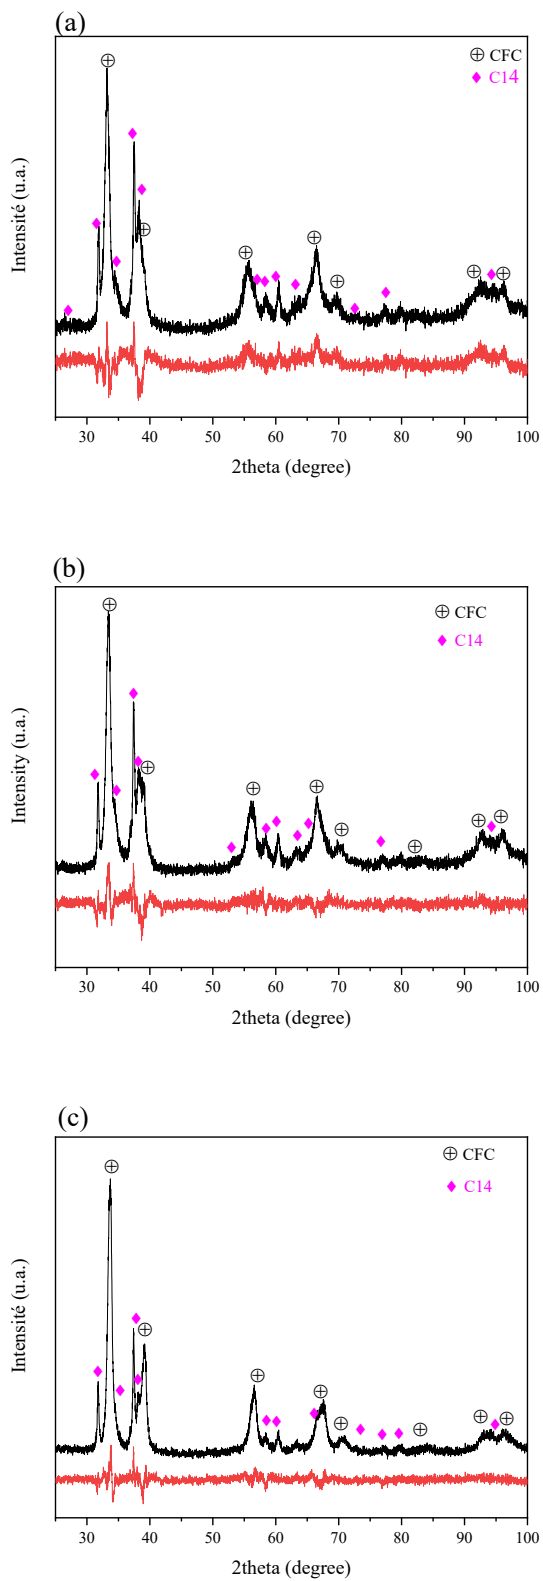 (a)
CFC
C14
Intensité (u.a.)
30 40 50 60 70 80 90 100
2theta (degree)
(b)
CFC
C14
Intensity (u.a.)
30 40 50 60 70 80 90 100
2theta (degree)
(c)
CFC
C14
Intensité (u.a.)
30 40 50 60 70 80 90 100
2theta (degree)